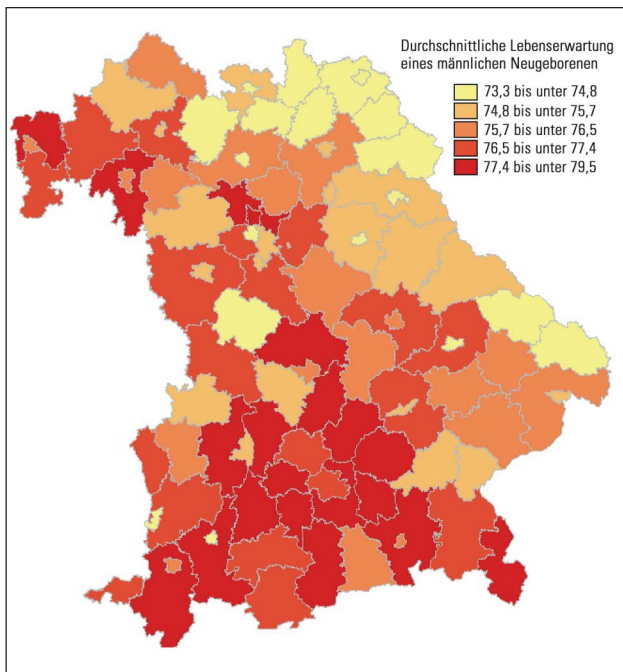 Durchschnittliche Lebenserwartung
eines männlichen Neugeborenen
73,3 bis unter 74,8
74,8 bis unter 75,7
75,7 bis unter 76,5
76,5 bis unter 77,4
77,4 bis unter 79,5